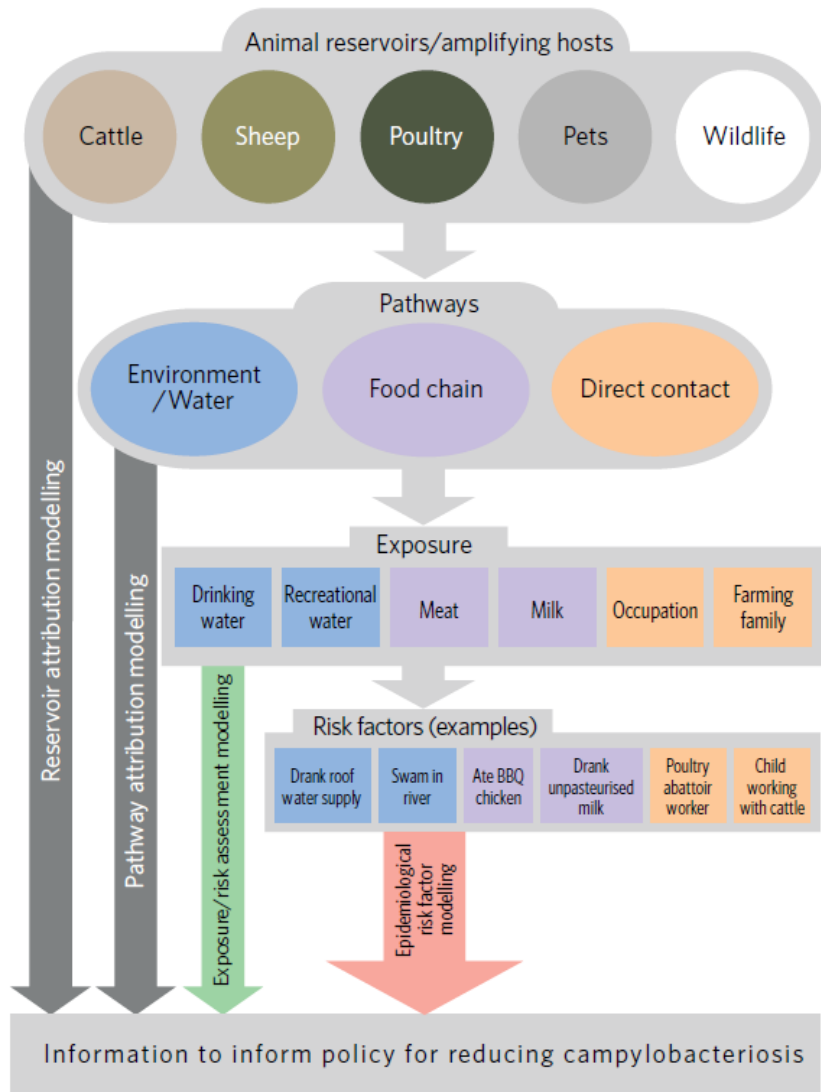 Animal reservoirs/amplifying hosts
Cattle
Sheep
Poultry
Pets
Wildlife
Pathways
Environment
/Water
Food chain
Direct contact
Exposure
Drinking
water
Recreational
water
Meat
Milk
Occupation
Farming
family
Risk factors (examples)
Drank roof
water supply
Swam in
river
Ate BBQ
chicken
Drank
unpasteurised
milk
Poultry
abattoir
worker
Child
working
with cattle
Reservoir attribution modelling
Pathway attribution modelling
Exposure/risk assessment modelling
Epidemiological
risk factor
modelling
Information to inform policy for reducing campylobacteriosis